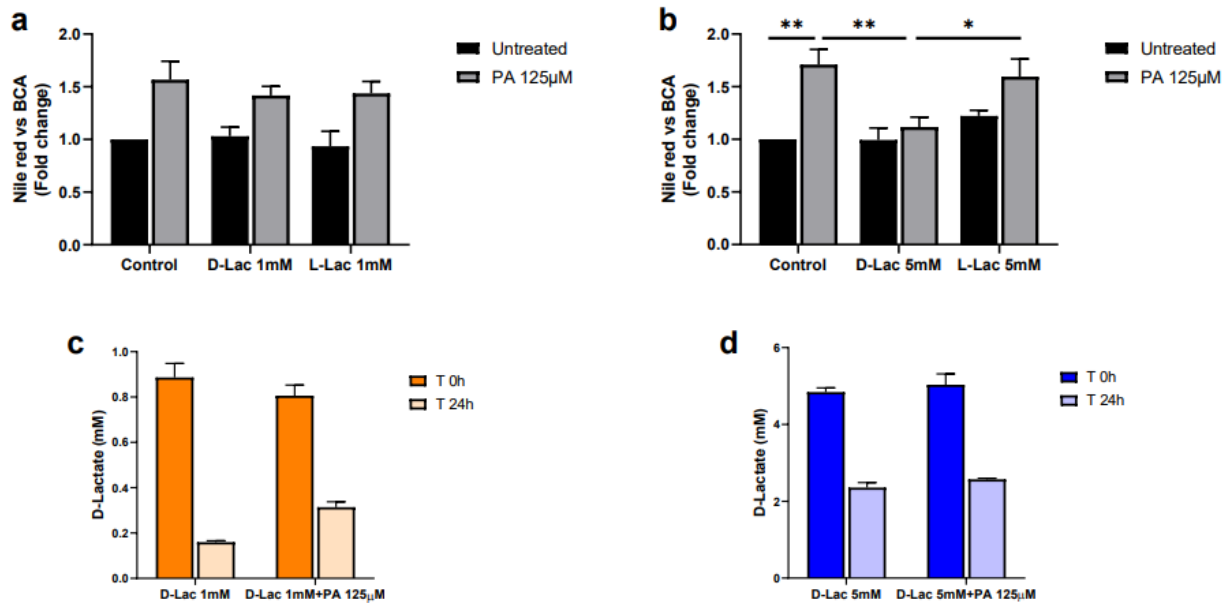 a
2.0
1.5
1.0
0.5
0.0
Nile red vs BCA
(Fold change)
Control
D-Lac 1mM
L-Lac 1mM
Untreated
PA 125µM
b
** ** *
2.0
1.5
1.0
0.5
0.0
Nile red vs BCA
(Fold change)
Control
D-Lac 5mM
L-Lac 5mM
Untreated
PA 125µM
c
1.0
0.8
0.6
0.4
0.2
0.0
D-Lactate (mM)
D-Lac 1mM
D-Lac 1mM+PA 125µM
T 0h
T 24h
d
6
4
2
0
D-Lactate (mM)
D-Lac 5mM
D-Lac 5mM+PA 125µM
T 0h
T 24h